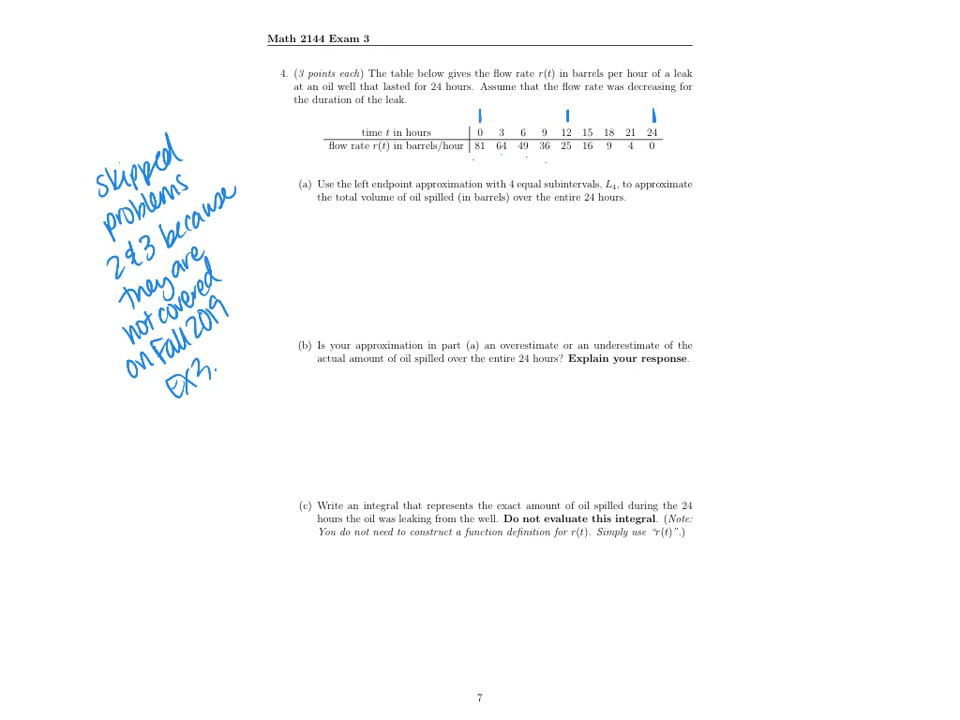 Math 2144 Exam 3
4. (3 points each) The table below gives the flow rate r(t) in barrels per hour of a leak
at an oil well that lasted for 24 hours. Assume that the flow rate was decreasing for
the duration of the leak.
time t in hours 0 3 6 9 12 15 18 21 24
flow rate r(t) in barrels/hour 81 64 49 36 25 16 9 4 0
(a) Use the left endpoint approximation with 4 equal subintervals, L₄, to approximate
the total volume of oil spilled (in barrels) over the entire 24 hours.
(b) Is your approximation in part (a) an overestimate or an underestimate of the
actual amount of oil spilled over the entire 24 hours? Explain your response.
(c) Write an integral that represents the exact amount of oil spilled during the 24
hours the oil was leaking from the well. Do not evaluate this integral. (Note:
You do not need to construct a function definition for r(t). Simply use “r(t)”.)
7
skipped
problems
2&3 because
they are
not covered
on Fall 2019
Ex3.